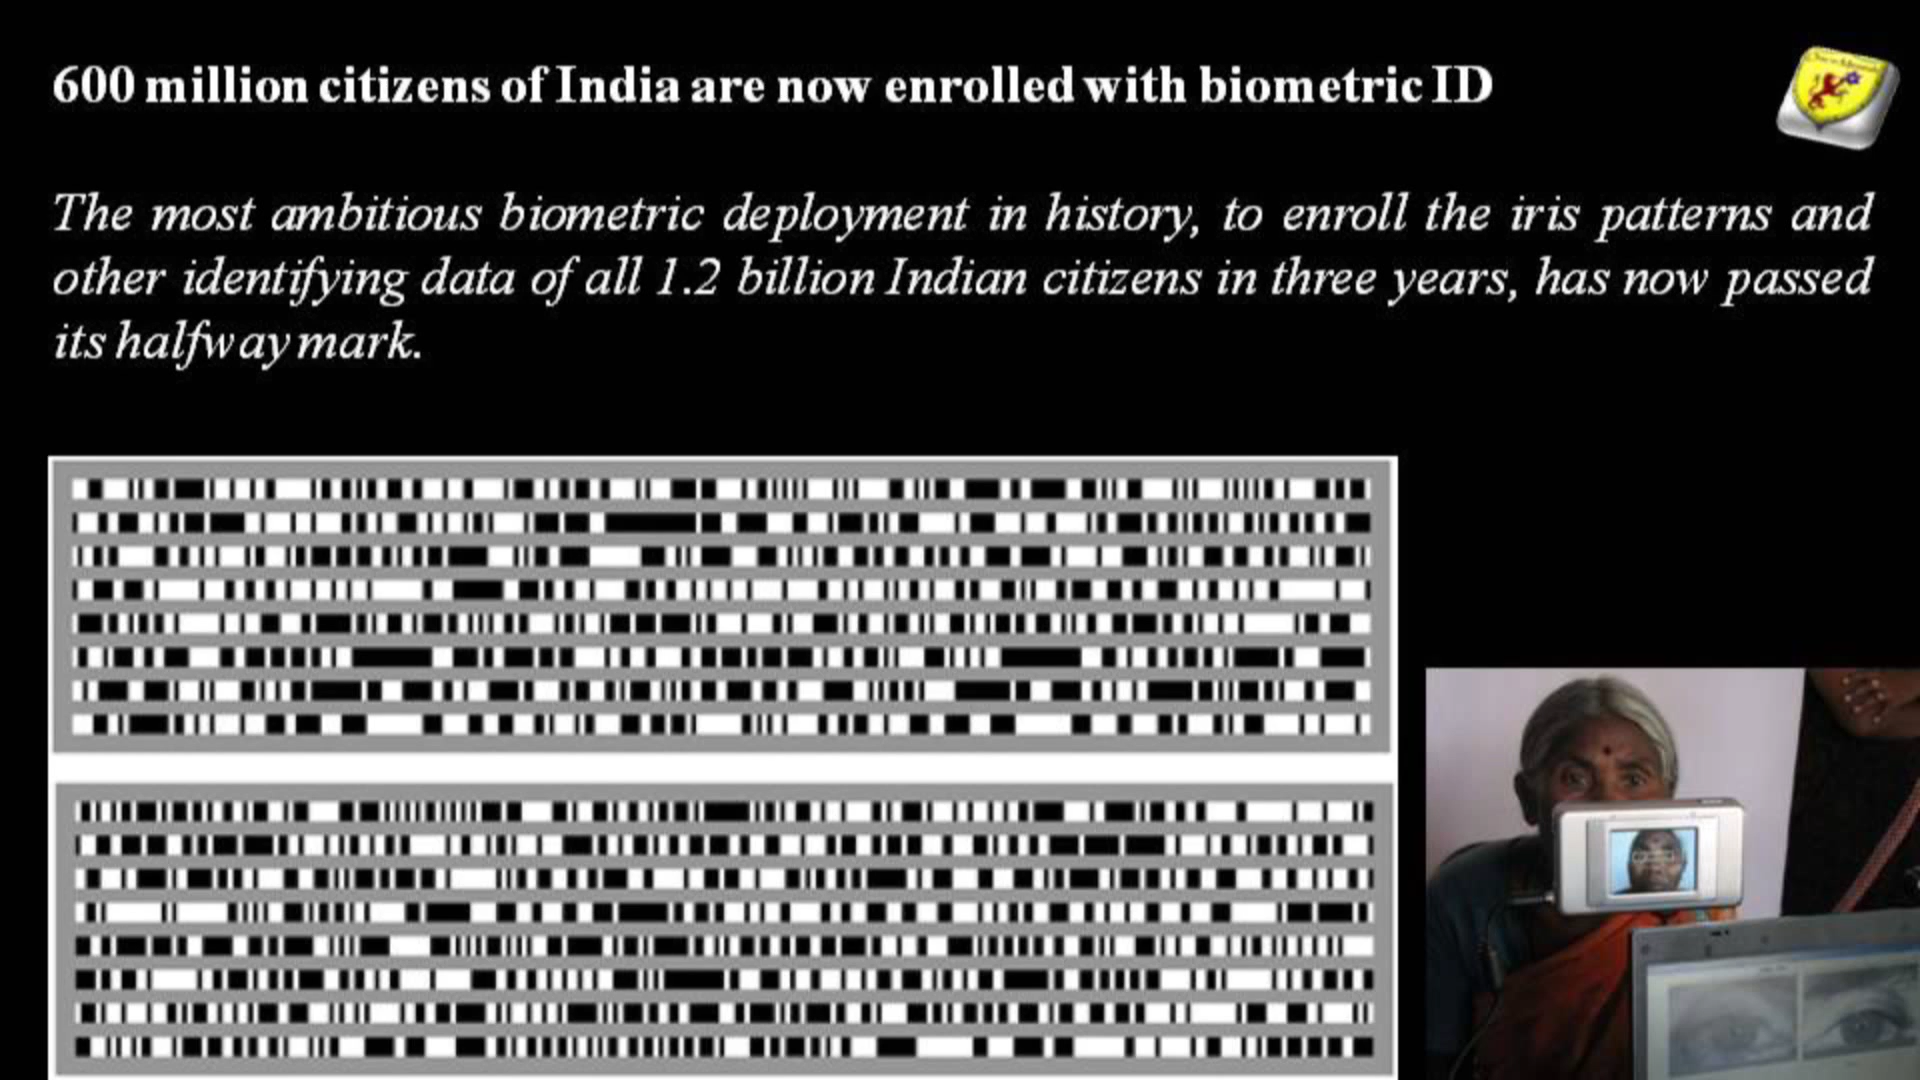 600 million citizens of India are now enrolled with biometric ID
The most ambitious biometric deployment in history, to enroll the iris patterns and
other identifying data of all 1.2 billion Indian citizens in three years, has now passed
its halfway mark.